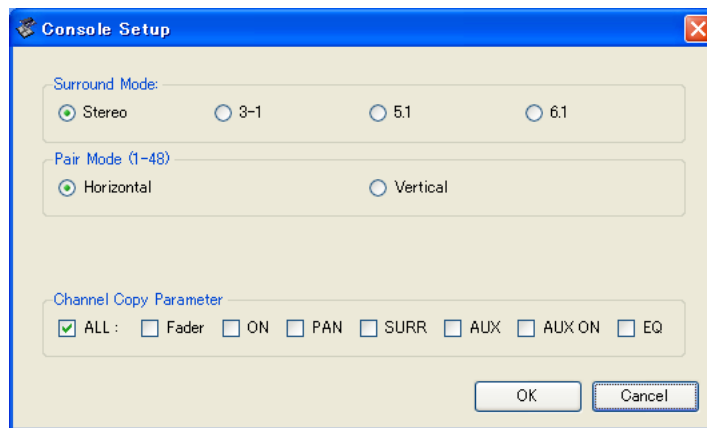 Console Setup
Surround Mode:
Stereo 3-1 5.1 6.1
Pair Mode (1-48)
Horizontal Vertical
Channel Copy Parameter
ALL : Fader ON PAN SURR AUX AUX ON EQ
OK Cancel